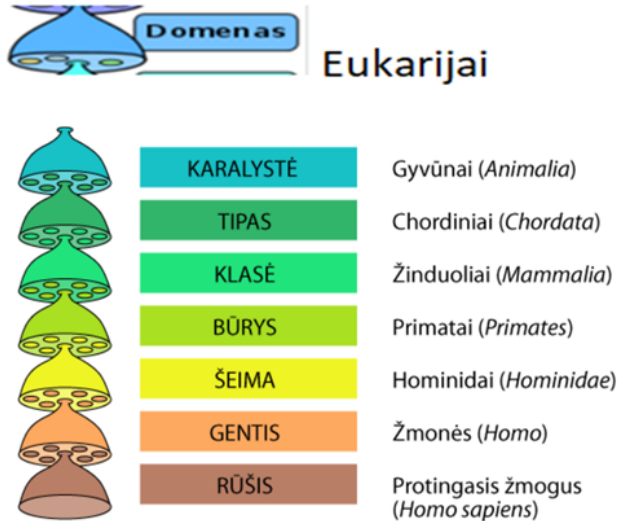 Domenas
Eukarijai
KARALYSTĖ
Gyvūnai (Animalia)
TIPAS
Chordiniai (Chordata)
KLASĖ
Žinduoliai (Mammalia)
BŪRYS
Primatai (Primates)
ŠEIMA
Hominidai (Hominidae)
GENTIS
Žmonės (Homo)
RŪŠIS
Protingasis žmogus
(Homo sapiens)